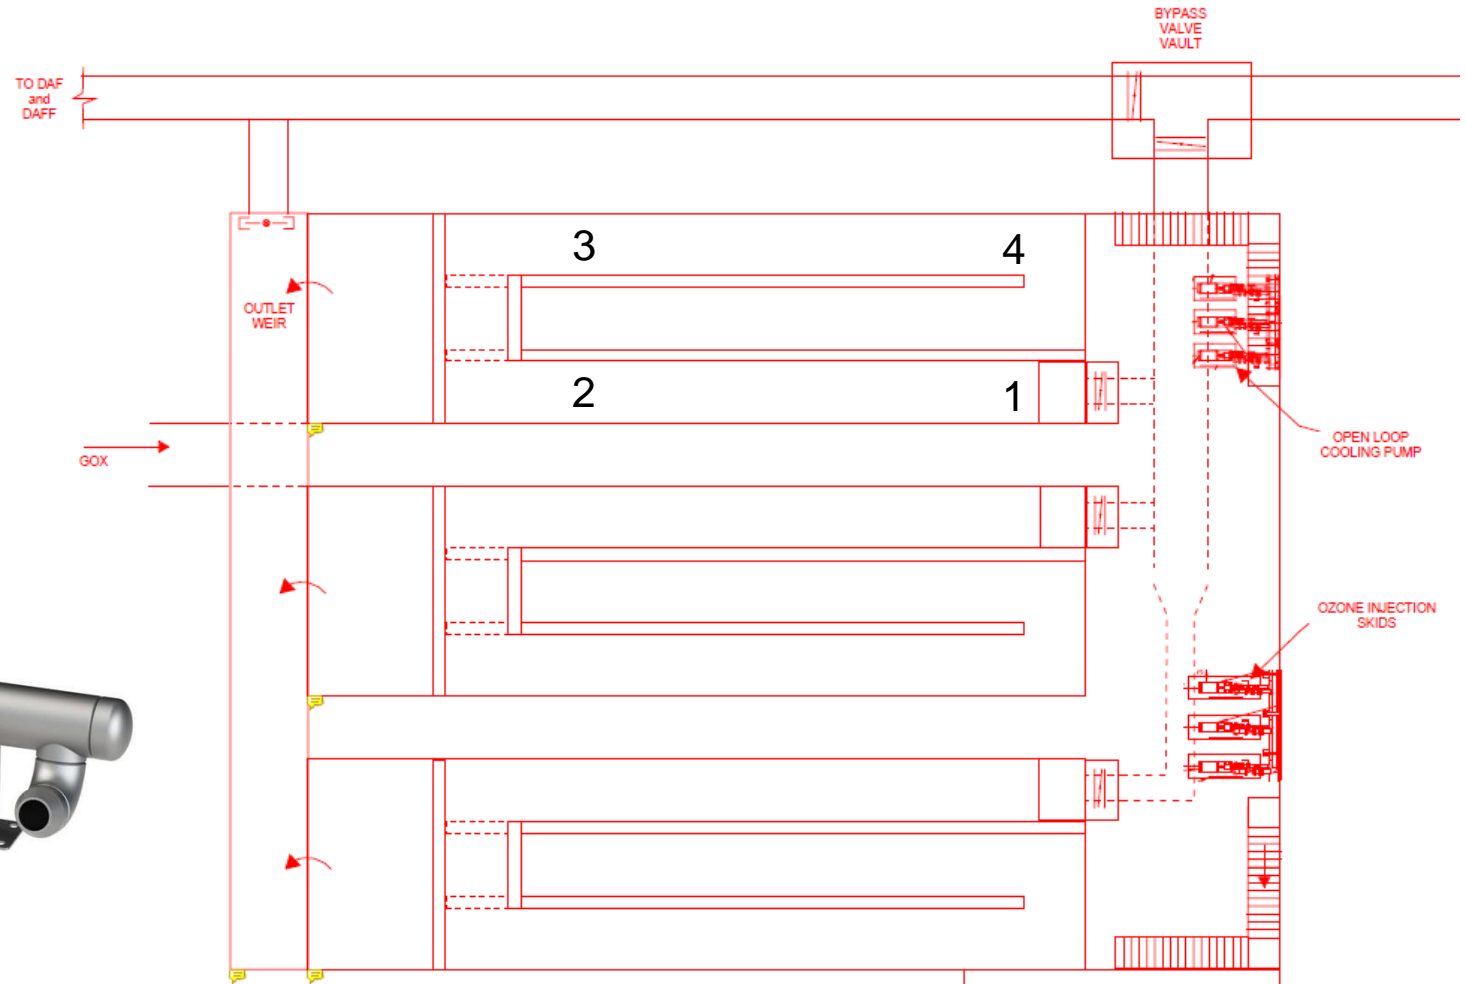 BYPASS
VALVE
VAULT
TO DAF
and
DAFF
3
4
OUTLET
WEIR
2
1
GOX
OPEN LOOP
COOLING PUMP
OZONE INJECTION
SKIDS